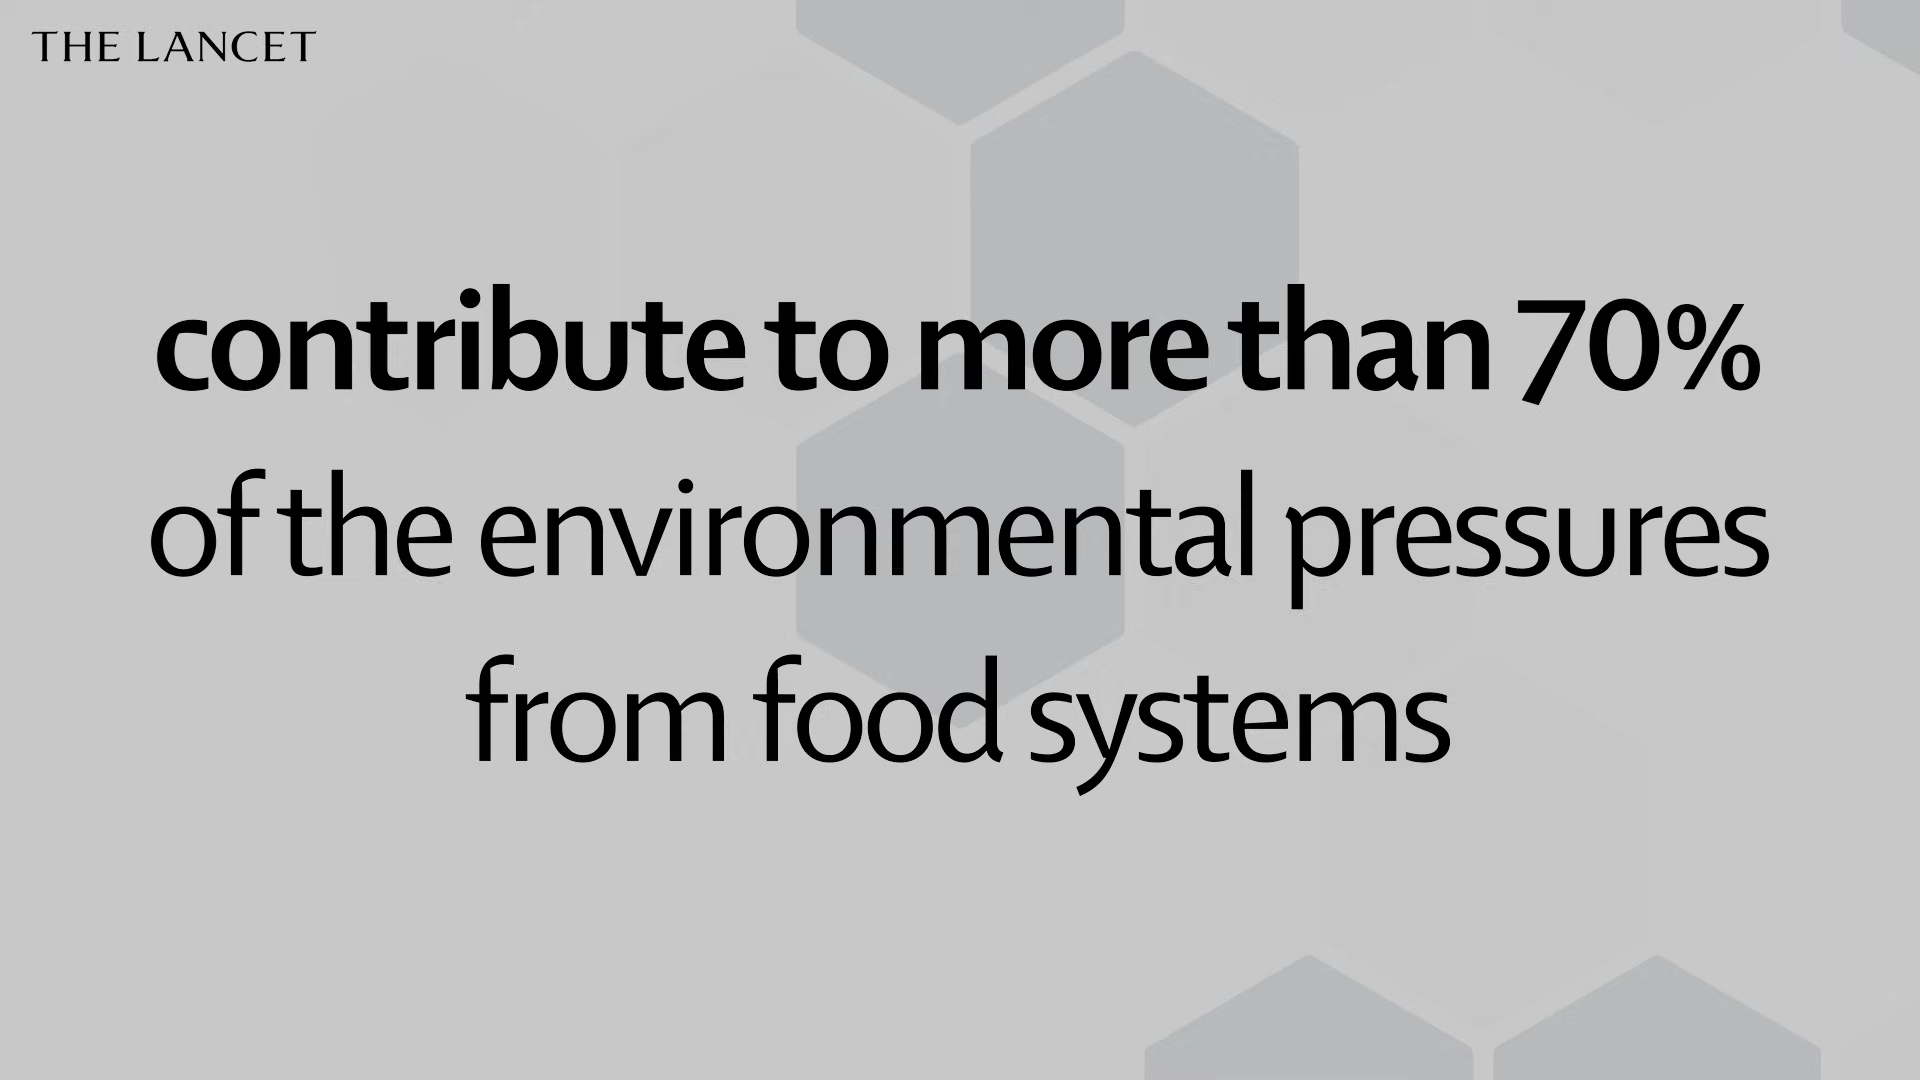 THE LANCET
contribute to more than 70%
of the environmental pressures
from food systems